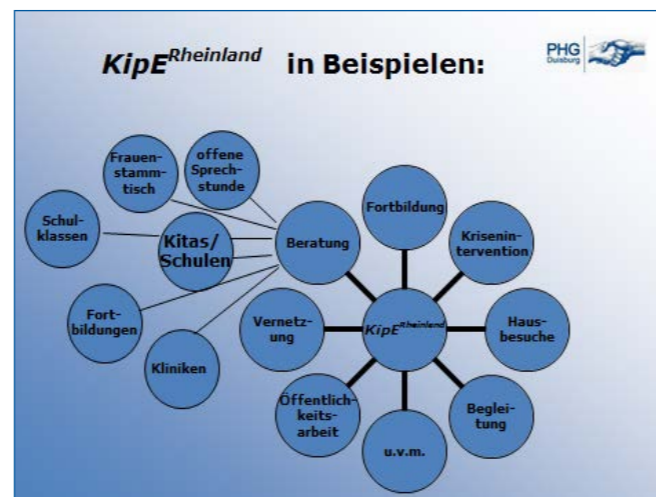 KipE Rheinland in Beispielen:
PHG
Duisburg
Frauen-
stamm-
tisch
offene
Sprech-
stunde
Schul-
klassen
Kitas/
Schulen
Beratung
Fortbildung
Krisenin-
tervention
Fort-
bildungen
Kliniken
Vernetz-
ung
KipE Rheinland
Haus-
besuche
Öffentlich-
keits-
arbeit
u.v.m.
Beglei-
tung